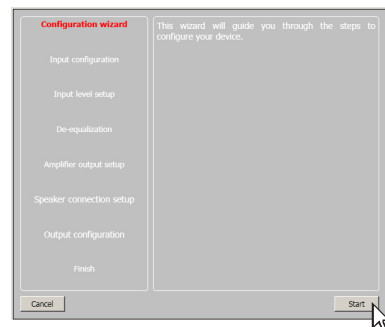 Configuration wizard
Input configuration
Input level setup
De-equalization
Amplifier output setup
Speaker connection setup
Output configuration
Finish
This wizard will guide you through the steps to
configure your device.
Cancel
Start